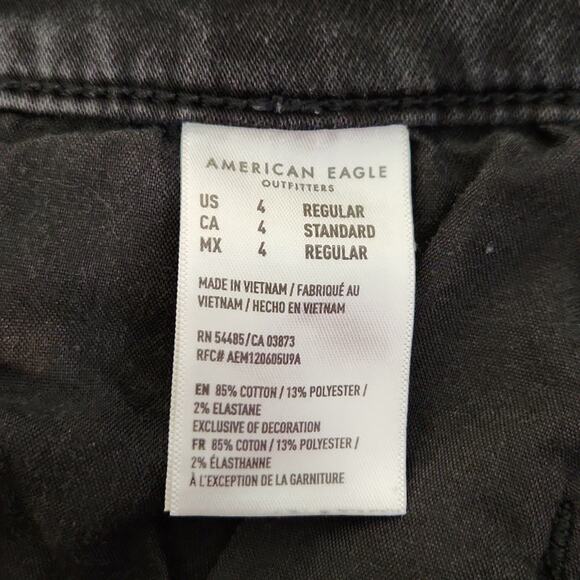 AMERICAN EAGLE
OUTFITTERS
US 4 REGULAR
CA 4 STANDARD
MX 4 REGULAR
MADE IN VIETNAM / FABRIQUÉ AU
VIETNAM / HECHO EN VIETNAM
RN 54485/CA 03873
RFC# AEM120605U9A
EN 85% COTTON / 13% POLYESTER /
2% ELASTANE
EXCLUSIVE OF DECORATION
FR 85% COTON / 13% POLYESTER /
2% ÉLASTHANNE
À L'EXCEPTION DE LA GARNITURE